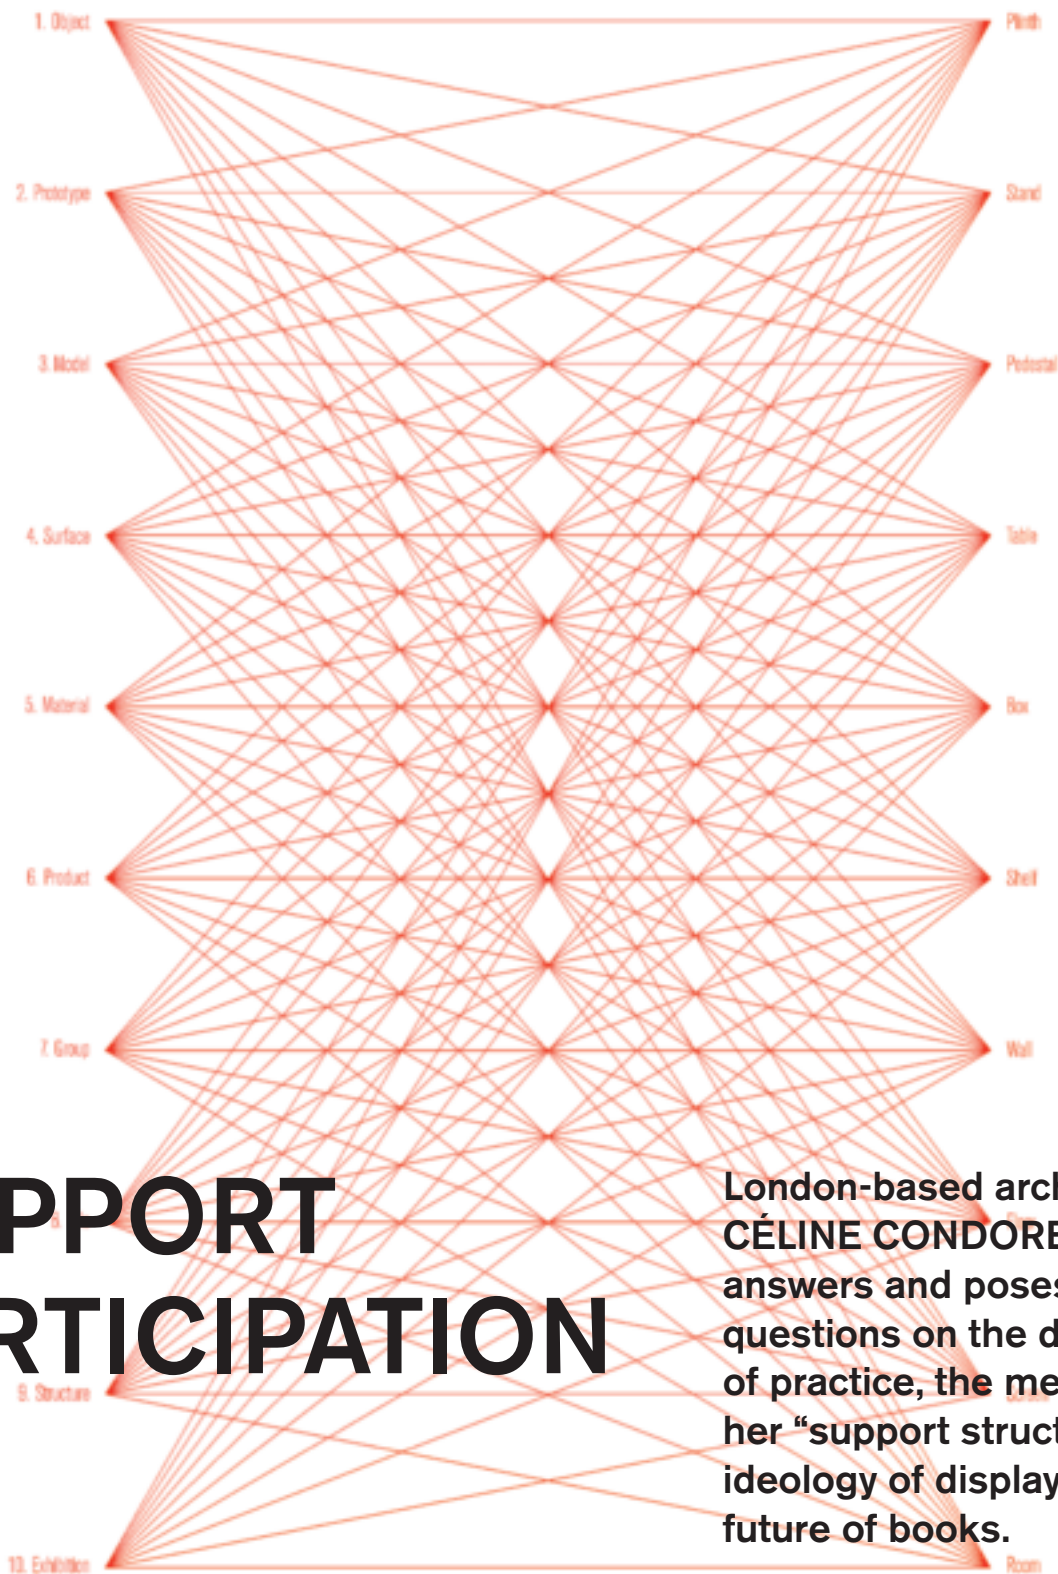 1. Object
Plinth
2. Prototype
Stand
3. Model
Pedestal
4. Surface
Table
5. Material
Box
6. Product
Shelf
7. Group
Wall
PPORT
RTICIPATION
London-based arch
CÉLINE CONDORE
answers and poses
questions on the d
of practice, the me
her “support struct
ideology of display
future of books.
9. Structure
10. Exhibition
Room